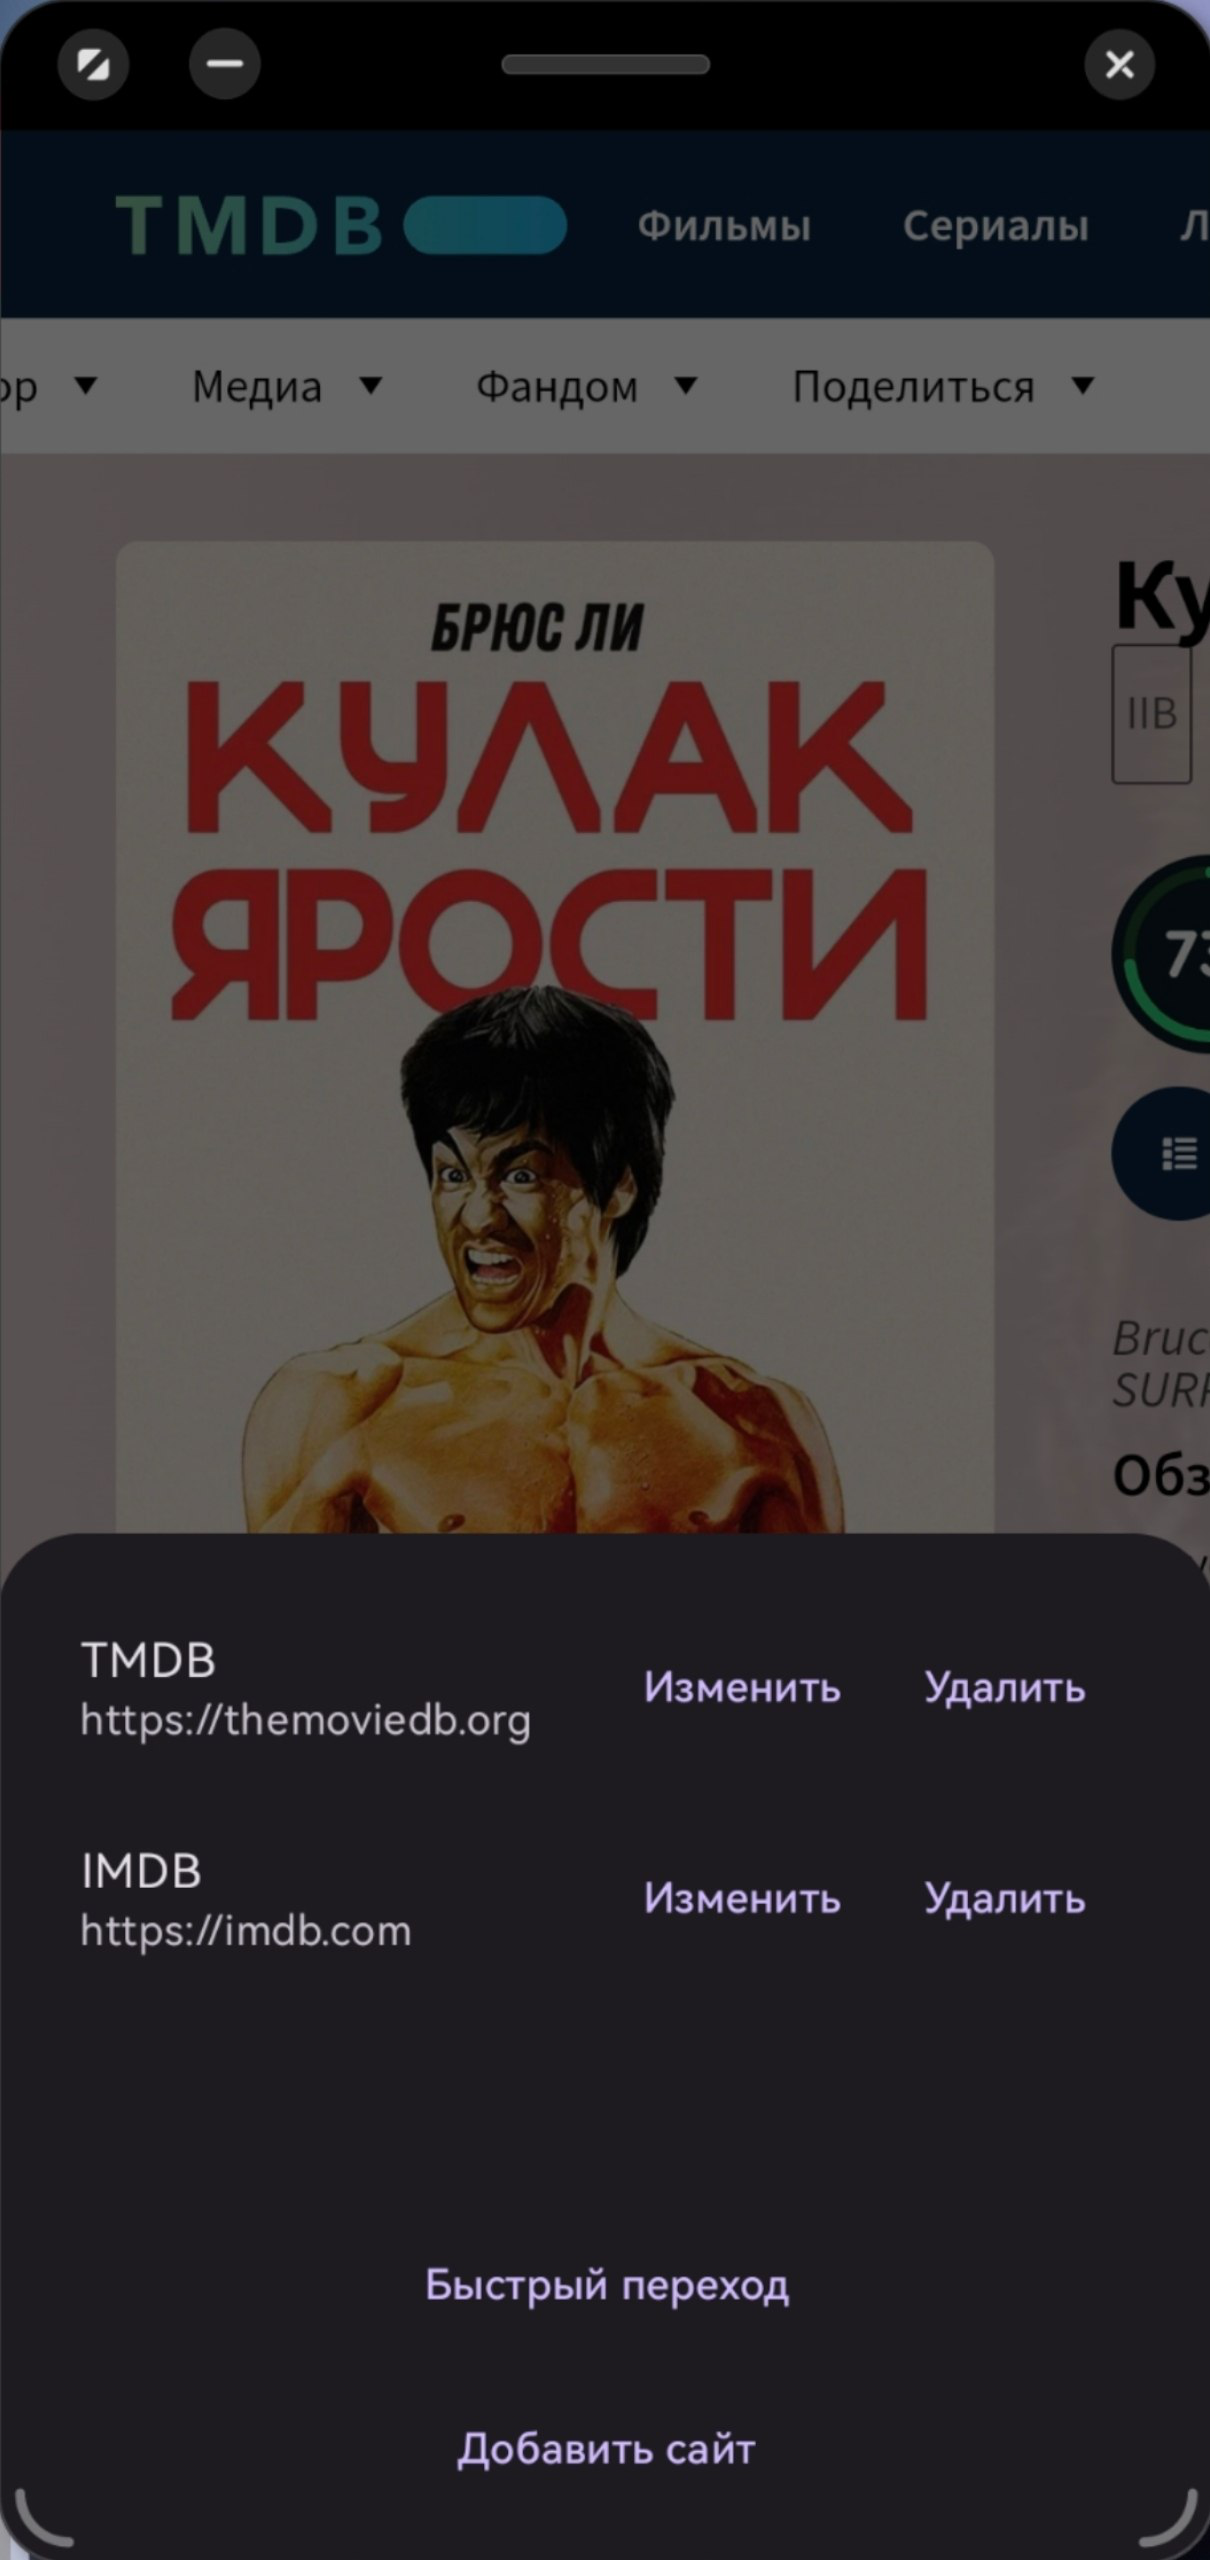 TMDB
Фильмы
Сериалы
Л
ор
Медиа
Фандом
Поделиться
БРЮС ЛИ
КУЛАК
ЯРОСТИ
Ку
IIB
73
Bruc
SURF
Обз
TMDB
https://themoviedb.org
Изменить
Удалить
IMDB
https://imdb.com
Изменить
Удалить
Быстрый переход
Добавить сайт